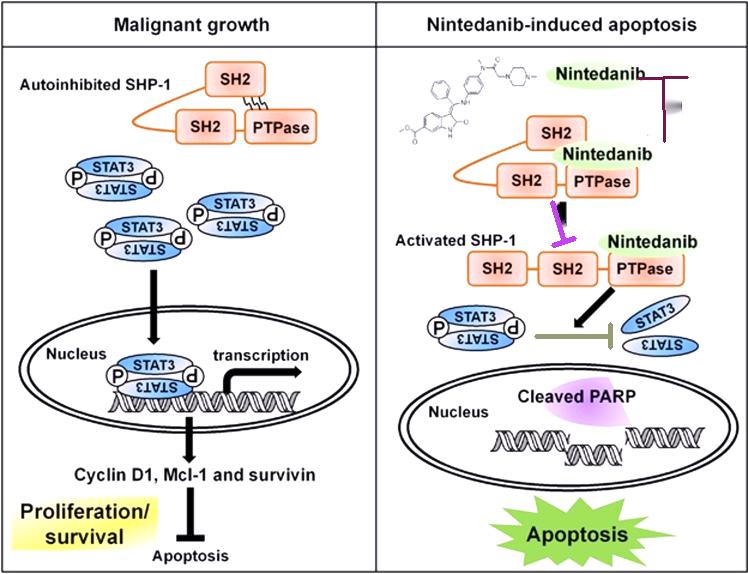 Malignant growth
Autoinhibited SHP-1
SH2
SH2
PTPase
STAT3
STAT3
P
P
STAT3
STAT3
P
P
STAT3
STAT3
P
P
Nucleus
STAT3
STAT3
P
P
transcription
Cyclin D1, Mcl-1 and survivin
Proliferation/
survival
Apoptosis
Nintedanib-induced apoptosis
N
O
N
N
NH
O
N
H
O
O
Nintedanib
SH2
Nintedanib
SH2
PTPase
Activated SHP-1
Nintedanib
SH2
SH2
PTPase
P
STAT3
STAT3
P
STAT3
STAT3
Nucleus
Cleaved PARP
Apoptosis